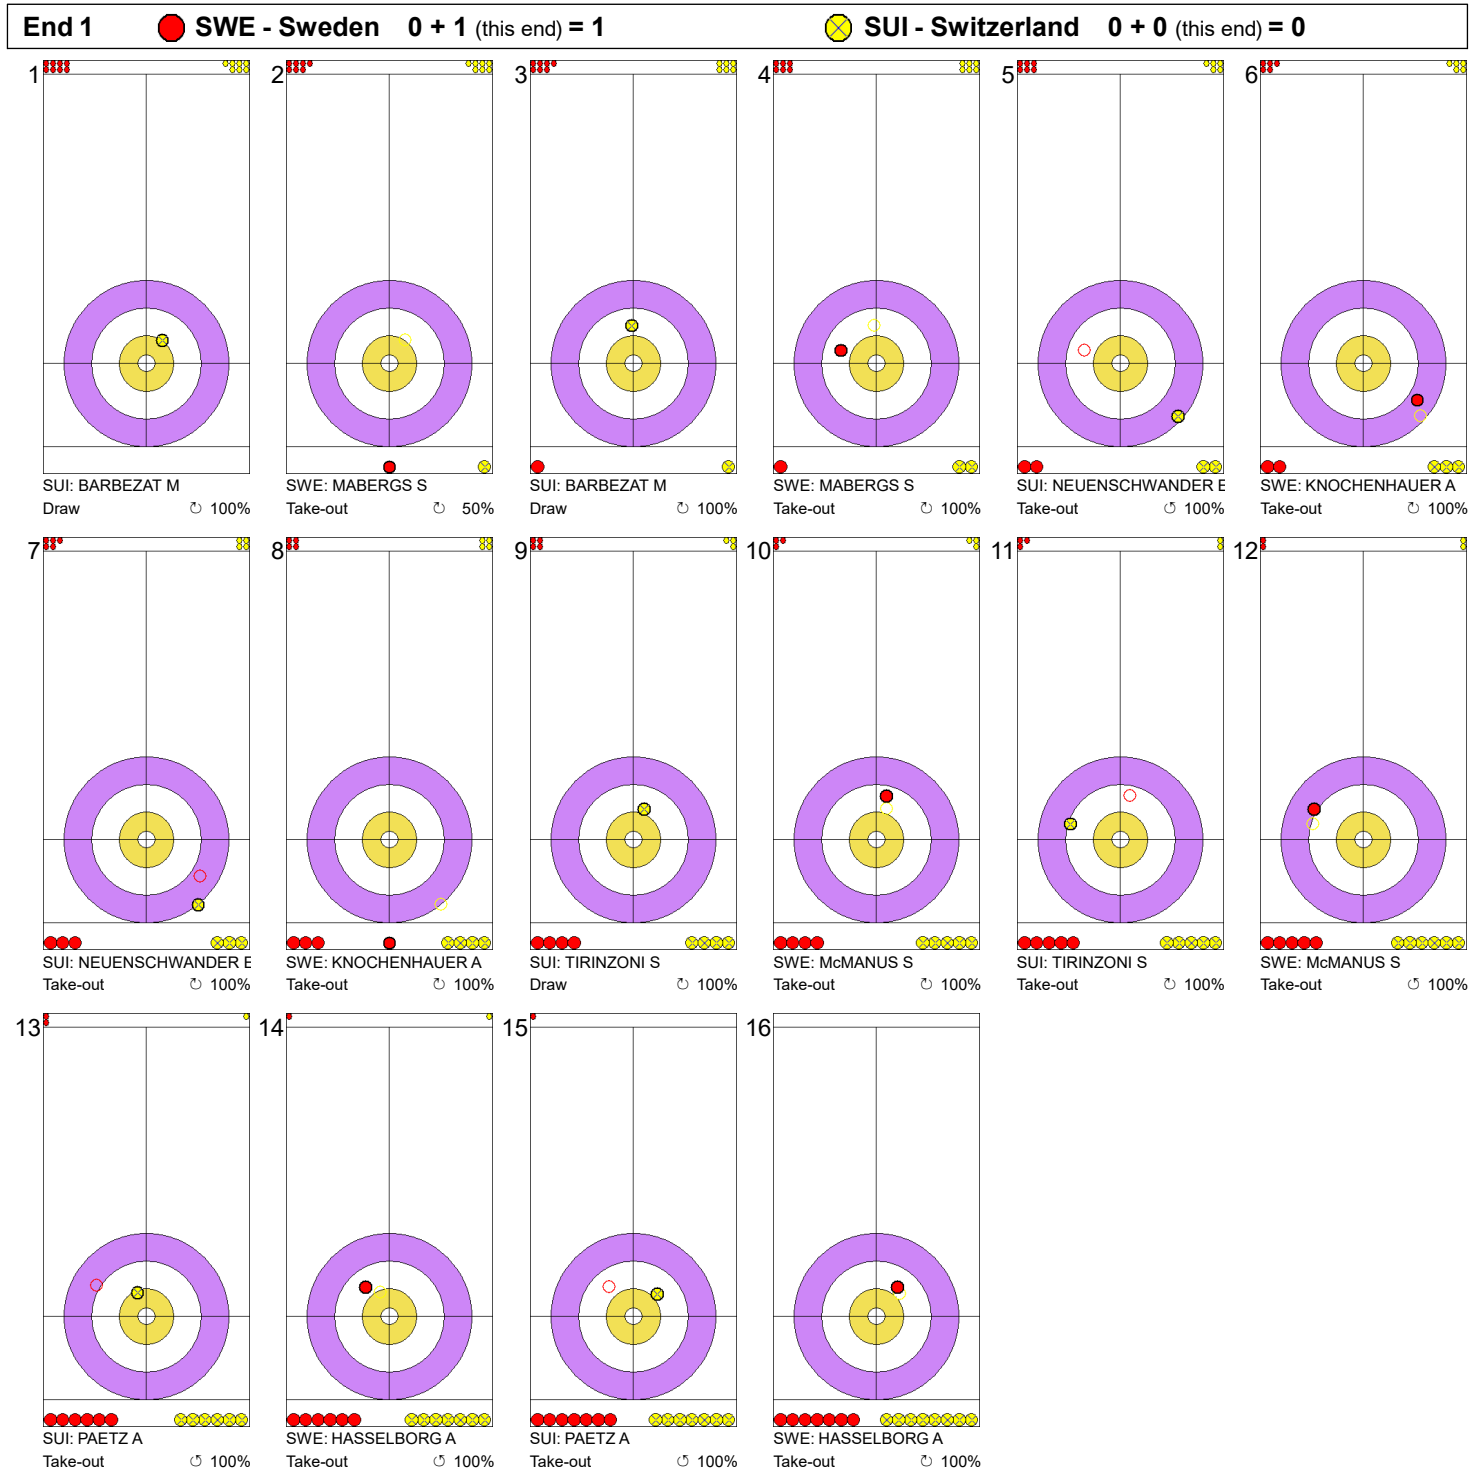 End 1 SWE - Sweden 0 + 1 (this end) = 1 SUI - Switzerland 0 + 0 (this end) = 0
1 2 3 4 5 6
SUI: BARBEZAT M SWE: MABERGS S SUI: BARBEZAT M SWE: MABERGS S SUI: NEUENSCHWANDER E SWE: KNOCHENHAUER A
Draw ↻ 100% Take-out ↻ 50% Draw ↻ 100% Take-out ↻ 100% Take-out ↻ 100% Take-out ↻ 100%
7 8 9 10 11 12
SUI: NEUENSCHWANDER E SWE: KNOCHENHAUER A SUI: TIRINZONI S SWE: McMANUS S SUI: TIRINZONI S SWE: McMANUS S
Take-out ↻ 100% Take-out ↻ 100% Draw ↻ 100% Take-out ↻ 100% Take-out ↻ 100% Take-out ↻ 100%
13 14 15 16
SUI: PAETZ A SWE: HASSELBORG A SUI: PAETZ A SWE: HASSELBORG A
Take-out ↻ 100% Take-out ↻ 100% Take-out ↻ 100% Take-out ↻ 100%